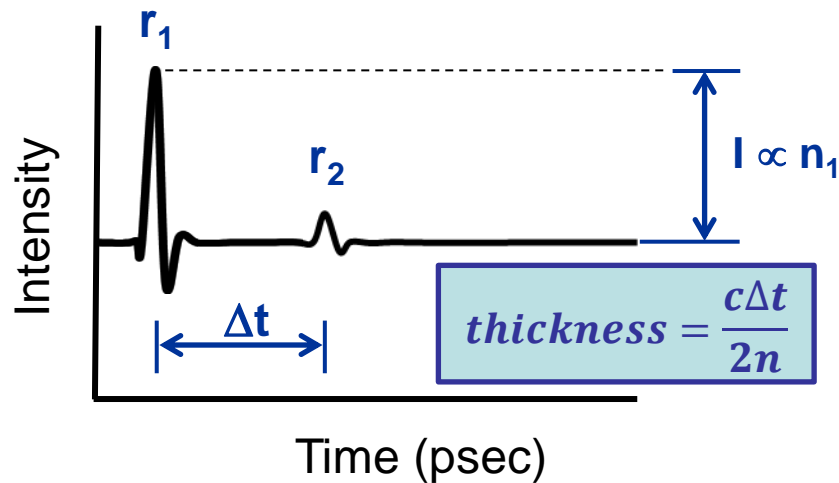 r₁
r₂
I ∝ n₁
Δt
thickness = cΔt / 2n
Intensity
Time (psec)